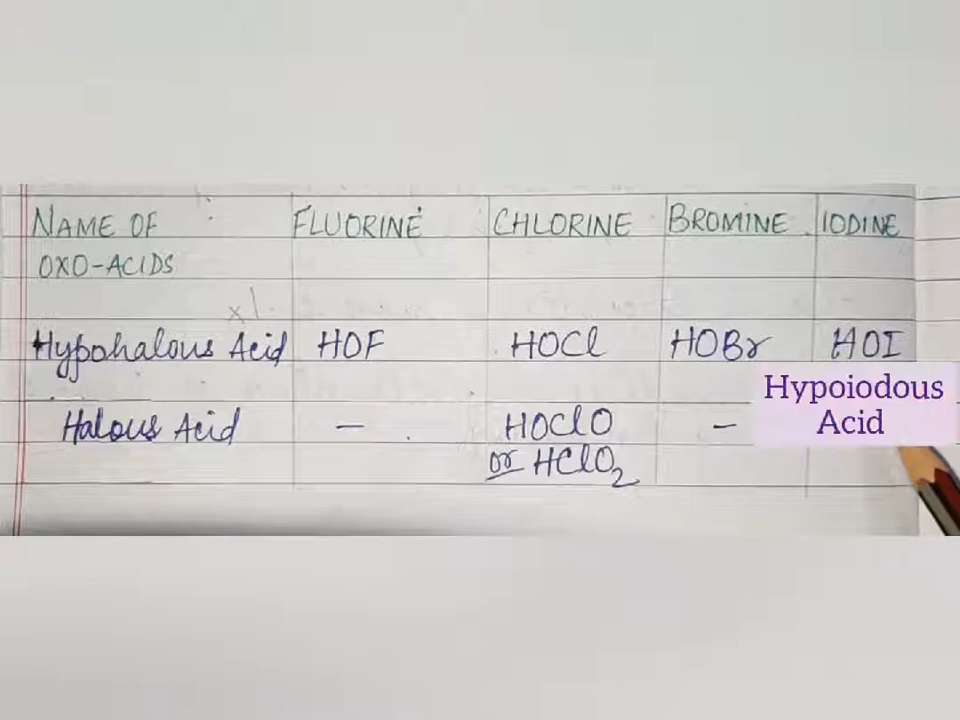 NAME OF FLUORINE CHLORINE BROMINE IODINE
OXO-ACIDS
Hypohalous Acid HOF HOCl HOBr HOI
Hypoiodous
Acid
Halous Acid – HOClO –
or HClO₂